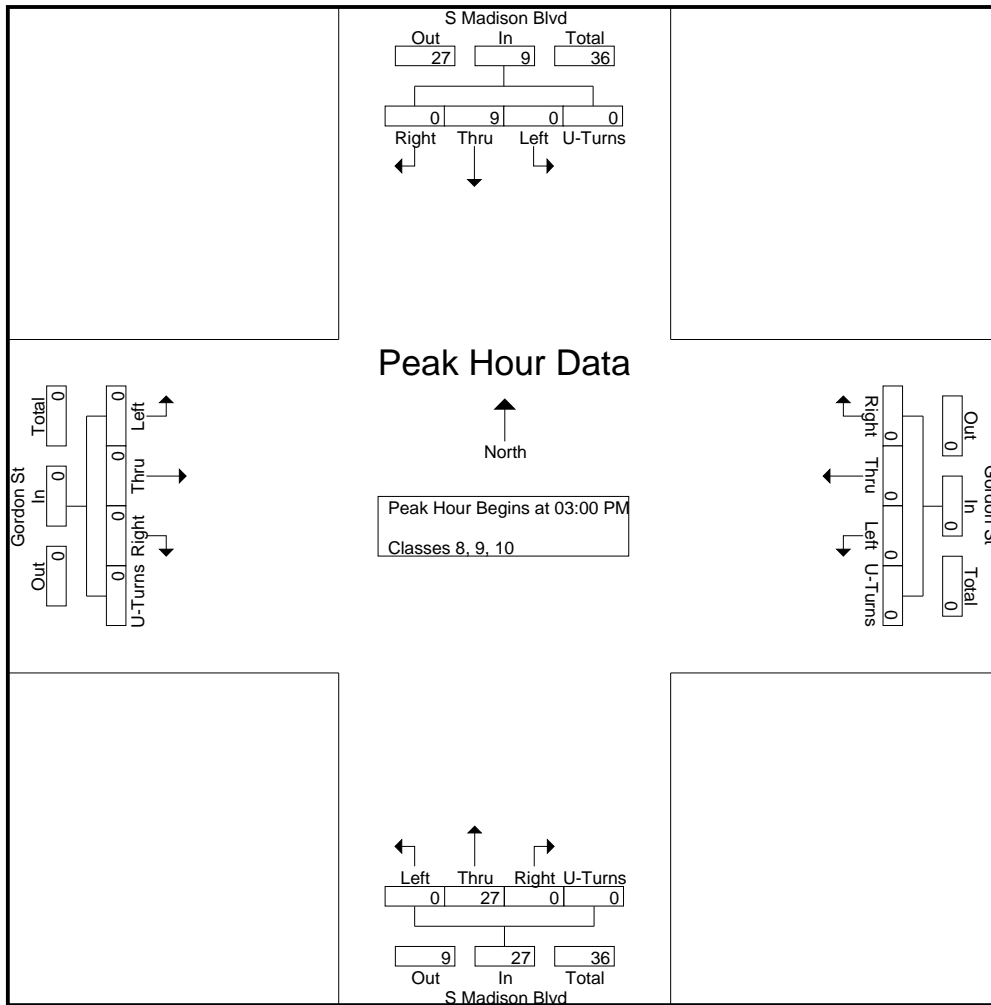 S Madison Blvd
Out In Total
27 9 36
0 9 0 0
Right Thru Left U-Turns
Peak Hour Data
North
Peak Hour Begins at 03:00 PM
Classes 8, 9, 10
Gordon St
Total In Out
0 0 0
0 0 0 0
Left Thru Right U-Turns
Right Thru Left U-Turns
0 0 0 0
Out In Total
0 0 0
Gordon St
Left Thru Right U-Turns
0 27 0 0
9 27 36
Out In Total
S Madison Blvd